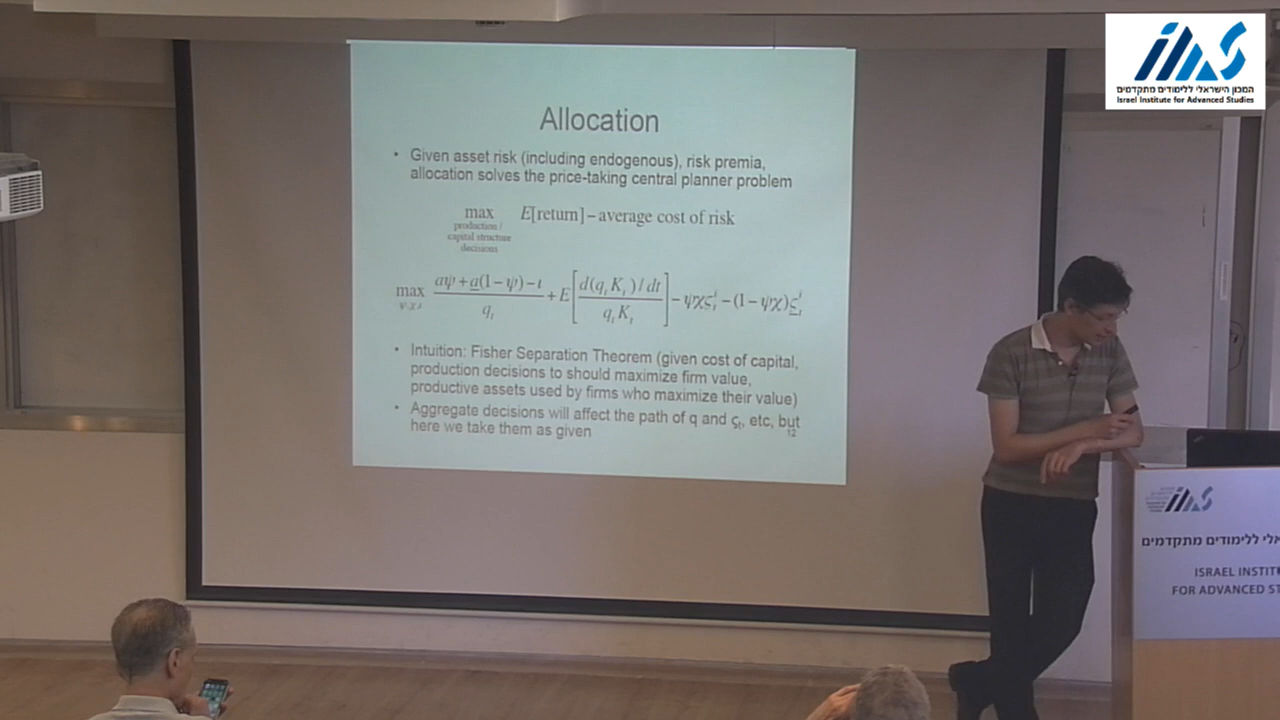 המכון הישראלי ללימודים מתקדמים
Israel Institute for Advanced Studies
Allocation
• Given asset risk (including endogenous), risk premia,
allocation solves the price-taking central planner problem
max E[return] – average cost of risk
production /
capital structure
decisions
max_{ψ,χ,ι} (aψ + a̲(1 – ψ) – ι) / q_t + E[(d(q_t K_t) / dt) / (q_t K_t)] – ψχς_t^i – (1 – ψχ)ς̲_t^i
• Intuition: Fisher Separation Theorem (given cost of capital,
production decisions to should maximize firm value,
productive assets used by firms who maximize their value)
• Aggregate decisions will affect the path of q and ς_t, etc, but
here we take them as given
12
ללימודים מתקדמים
ISRAEL INSTIT
FOR ADVANCED ST